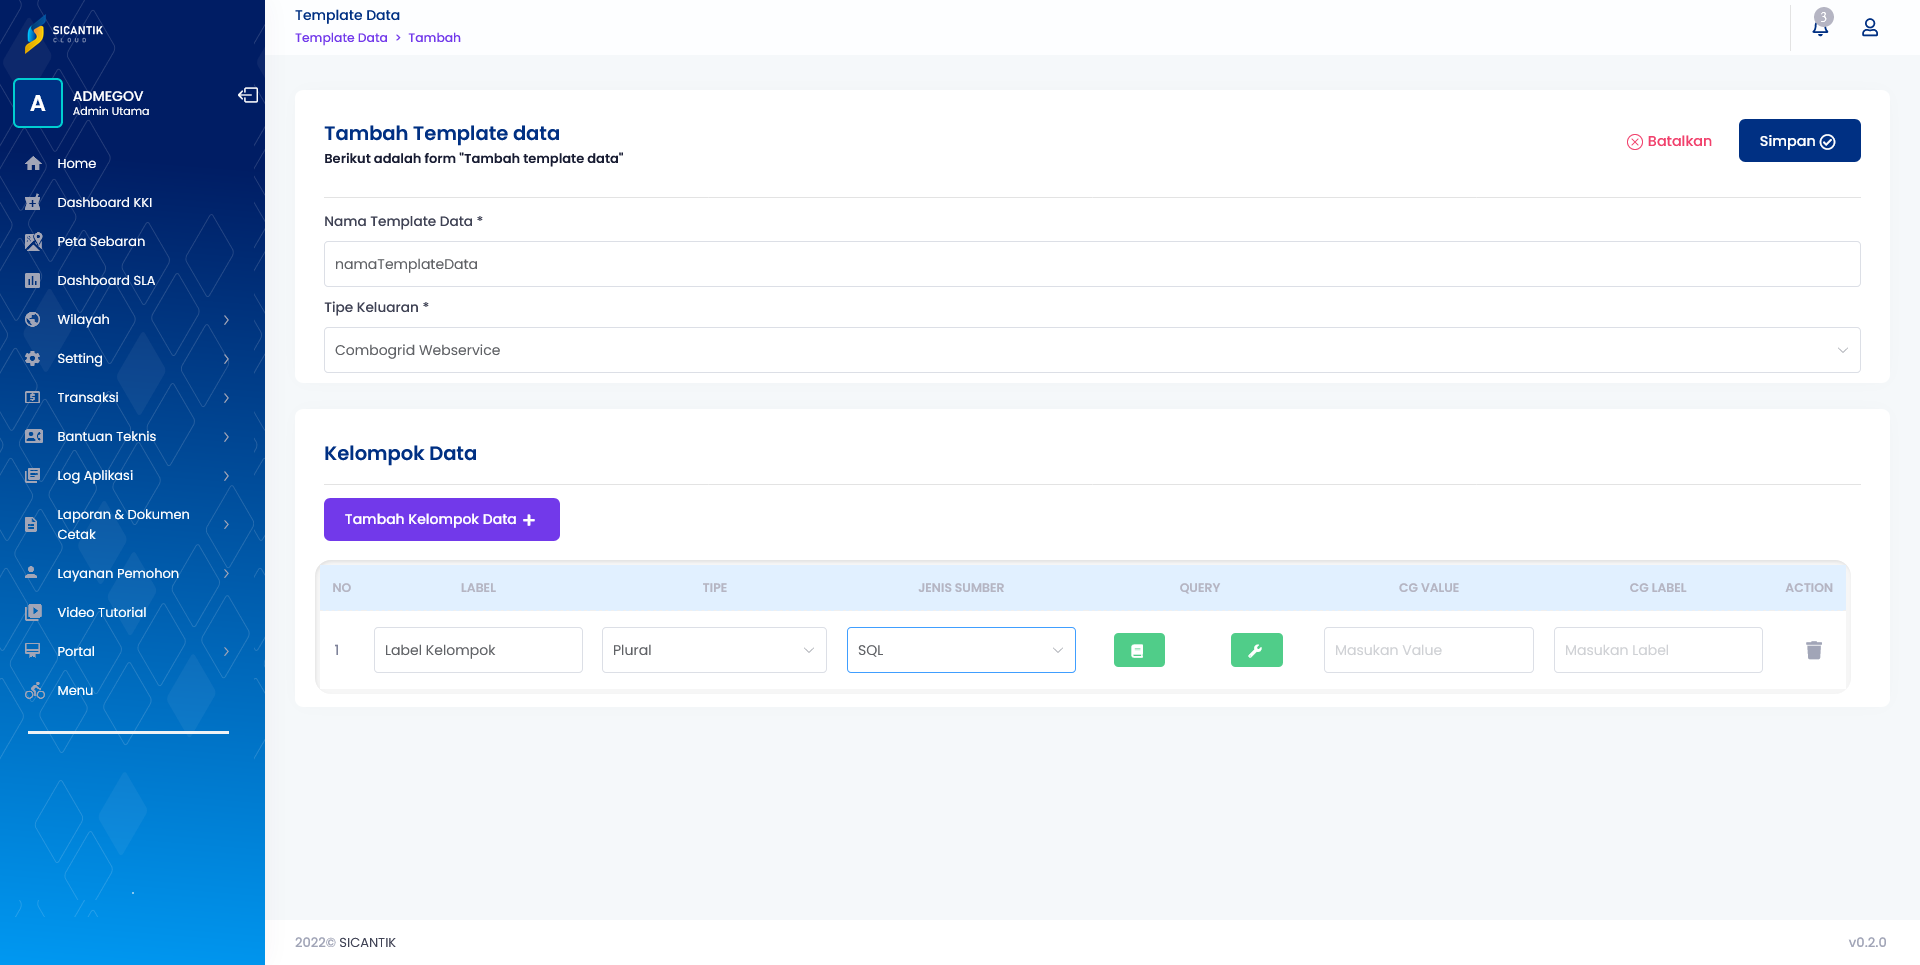 SICANTIK
CLOUD
A
ADMEGOV
Admin Utama
Home
Dashboard KKI
Peta Sebaran
Dashboard SLA
Wilayah
Setting
Transaksi
Bantuan Teknis
Log Aplikasi
Laporan & Dokumen
Cetak
Layanan Pemohon
Video Tutorial
Portal
Menu
Template Data
Template Data > Tambah
3
Tambah Template data
Berikut adalah form "Tambah template data"
Batalkan
Simpan
Nama Template Data *
namaTemplateData
Tipe Keluaran *
Combogrid Webservice
Kelompok Data
Tambah Kelompok Data +
NO LABEL TIPE JENIS SUMBER QUERY CG VALUE CG LABEL ACTION
1 Label Kelompok Plural SQL Masukan Value Masukan Label
2022© SICANTIK
v0.2.0